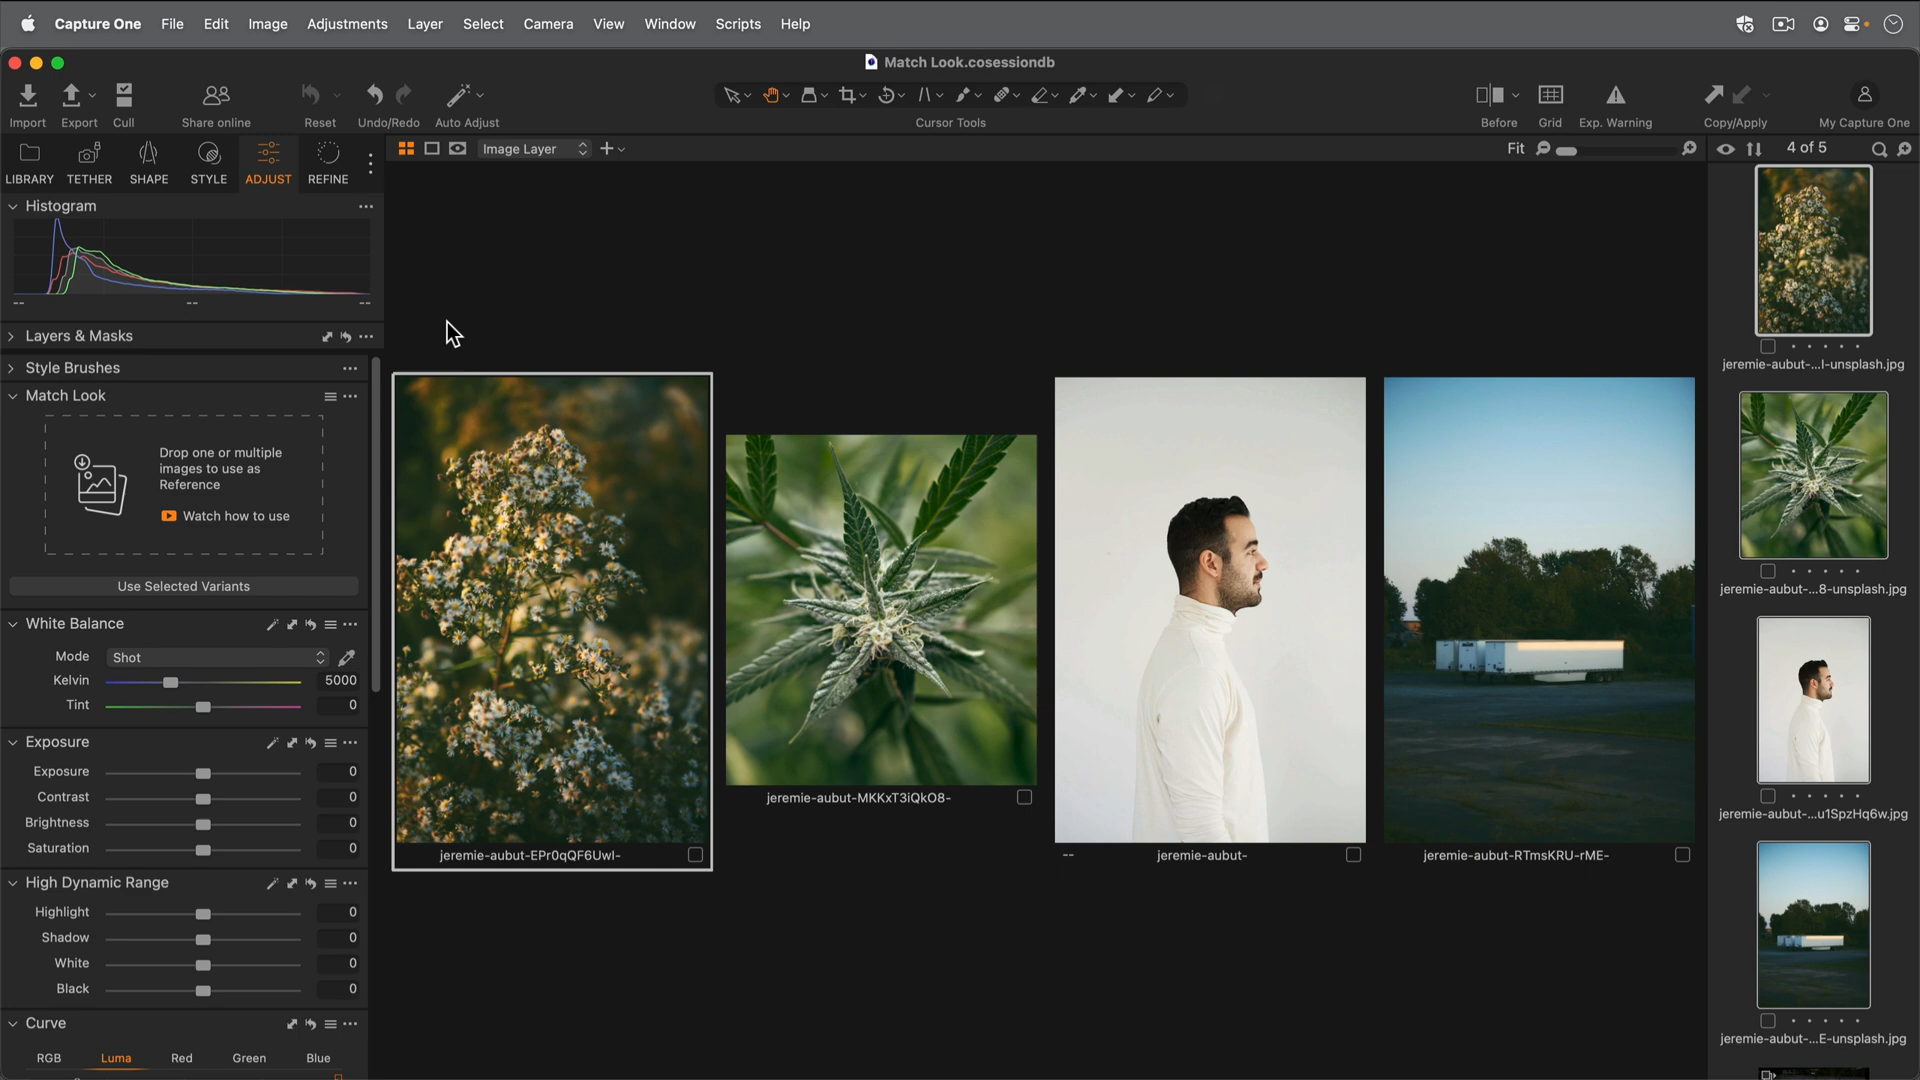 Capture One File Edit Image Adjustments Layer Select Camera View Window Scripts Help
Match Look.cosessiondb
Import Export Cull Share online Reset Undo/Redo Auto Adjust Cursor Tools Before Grid Exp. Warning Copy/Apply My Capture One
LIBRARY TETHER SHAPE STYLE ADJUST REFINE
Image Layer
Fit
4 of 5
Histogram
-- -- --
Layers & Masks
Style Brushes
Match Look
Drop one or multiple
images to use as
Reference
Watch how to use
Use Selected Variants
White Balance
Mode Shot
Kelvin 5000
Tint 0
Exposure
Exposure 0
Contrast 0
Brightness 0
Saturation 0
High Dynamic Range
Highlight 0
Shadow 0
White 0
Black 0
Curve
RGB Luma Red Green Blue
jeremie-aubut-EPr0qQF6UwI-
jeremie-aubut-MKKxT3iQkO8-
-- jeremie-aubut-
jeremie-aubut-RTmsKRU-rME-
jeremie-aubut-...I-unsplash.jpg
jeremie-aubut-...8-unsplash.jpg
jeremie-aubut-...u1SpzHq6w.jpg
jeremie-aubut-...E-unsplash.jpg